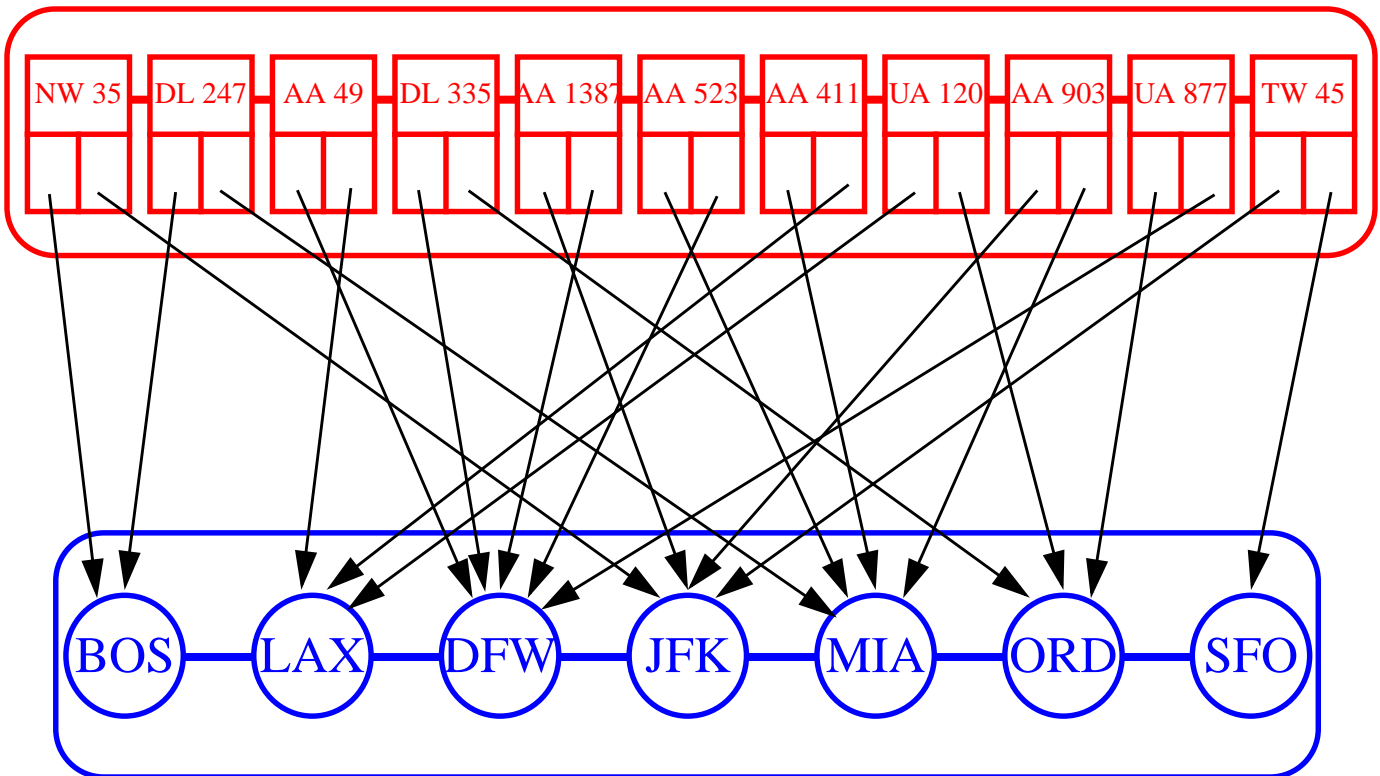 NW 35 DL 247 AA 49 DL 335 AA 1387 AA 523 AA 411 UA 120 AA 903 UA 877 TW 45
BOS LAX DFW JFK MIA ORD SFO